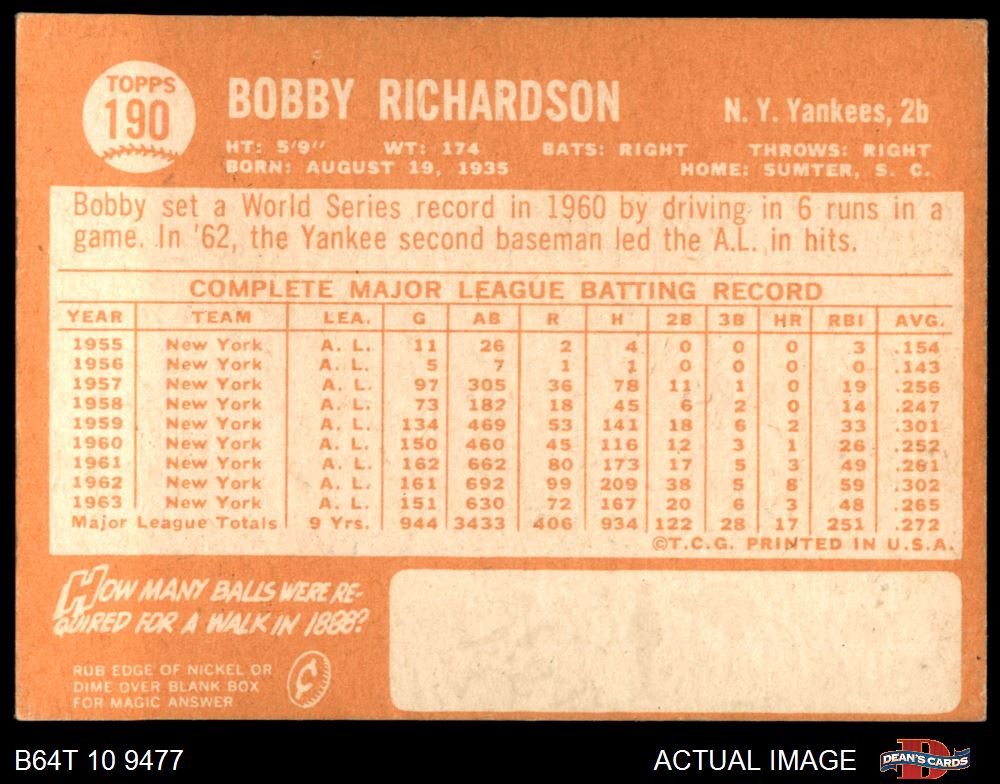 TOPPS
190
BOBBY RICHARDSON
N. Y. Yankees, 2b
HT: 5'9" WT: 174 BATS: RIGHT THROWS: RIGHT
BORN: AUGUST 19, 1935 HOME: SUMTER, S. C.
Bobby set a World Series record in 1960 by driving in 6 runs in a
game. In '62, the Yankee second baseman led the A.L. in hits.
COMPLETE MAJOR LEAGUE BATTING RECORD
YEAR TEAM LEA. G AB R H 2B 3B HR RBI AVG.
1955 New York A. L. 11 26 2 4 0 0 0 3 .154
1956 New York A. L. 5 7 1 1 0 0 0 0 .143
1957 New York A. L. 97 305 36 78 11 1 0 19 .256
1958 New York A. L. 73 182 18 45 6 2 0 14 .247
1959 New York A. L. 134 469 53 141 18 6 2 33 .301
1960 New York A. L. 150 460 45 116 12 3 1 26 .252
1961 New York A. L. 162 662 80 173 17 5 3 49 .261
1962 New York A. L. 161 692 99 209 38 5 8 59 .302
1963 New York A. L. 151 630 72 167 20 6 3 48 .265
Major League Totals 9 Yrs. 944 3433 406 934 122 28 17 251 .272
©T.C.G. PRINTED IN U.S.A.
HOW MANY BALLS WERE RE-
QUIRED FOR A WALK IN 1888?
RUB EDGE OF NICKEL OR
DIME OVER BLANK BOX
FOR MAGIC ANSWER
¢
B64T 10 9477
ACTUAL IMAGE
DEAN'S CARDS